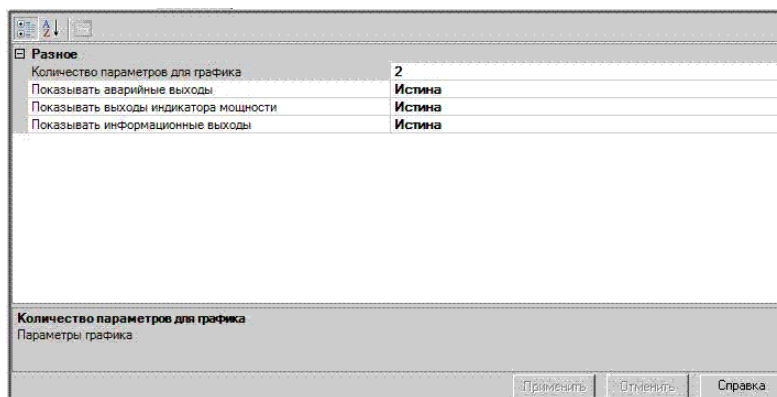 Разное
Количество параметров для графика 2
Показывать аварийные выходы Истина
Показывать выходы индикатора мощности Истина
Показывать информационные выходы Истина
Количество параметров для графика
Параметры графика
Применить Отменить Справка